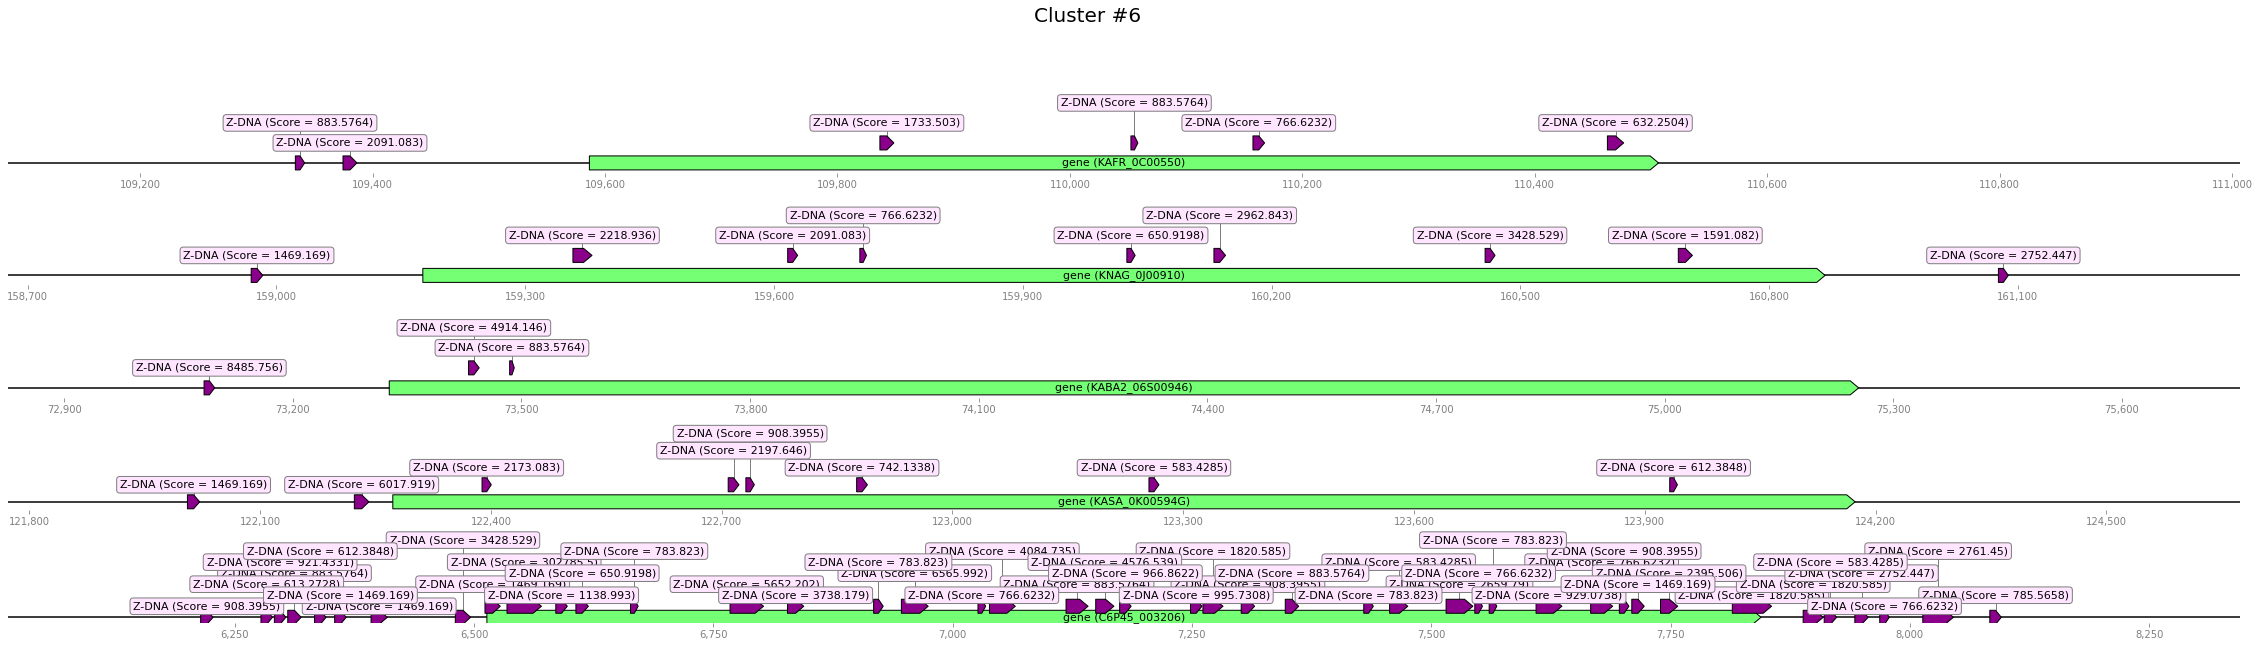 Cluster #6
Z-DNA (Score = 883.5764)
Z-DNA (Score = 883.5764)
Z-DNA (Score = 1733.503)
Z-DNA (Score = 766.6232)
Z-DNA (Score = 632.2504)
Z-DNA (Score = 2091.083)
gene (KAFR_0C00550)
109,200 109,400 109,600 109,800 110,000 110,200 110,400 110,600 110,800 111,000
Z-DNA (Score = 766.6232) Z-DNA (Score = 2962.843)
Z-DNA (Score = 2218.936) Z-DNA (Score = 2091.083) Z-DNA (Score = 650.9198) Z-DNA (Score = 3428.529) Z-DNA (Score = 1591.082)
Z-DNA (Score = 1469.169) Z-DNA (Score = 2752.447)
gene (KNAG_0J00910)
158,700 159,000 159,300 159,600 159,900 160,200 160,500 160,800 161,100
Z-DNA (Score = 4914.146)
Z-DNA (Score = 883.5764)
Z-DNA (Score = 8485.756)
gene (KABA2_06S00946)
72,900 73,200 73,500 73,800 74,100 74,400 74,700 75,000 75,300 75,600
Z-DNA (Score = 908.3955)
Z-DNA (Score = 2197.646)
Z-DNA (Score = 2173.083) Z-DNA (Score = 742.1338) Z-DNA (Score = 583.4285) Z-DNA (Score = 612.3848)
Z-DNA (Score = 1469.169) Z-DNA (Score = 6017.919)
gene (KASA_0K00594G)
121,800 122,100 122,400 122,700 123,000 123,300 123,600 123,900 124,200 124,500
Z-DNA (Score = 3428.529) Z-DNA (Score = 783.823)
Z-DNA (Score = 612.3848) Z-DNA (Score = 783.823) Z-DNA (Score = 4084.735) Z-DNA (Score = 1820.585) Z-DNA (Score = 908.3955) Z-DNA (Score = 2761.45)
Z-DNA (Score = 921.4331) Z-DNA (Score = 302785.5) Z-DNA (Score = 783.823) Z-DNA (Score = 4576.539) Z-DNA (Score = 583.4285) Z-DNA (Score = 766.6232) Z-DNA (Score = 583.4285)
Z-DNA (Score = 883.5764) Z-DNA (Score = 650.9198) Z-DNA (Score = 6565.992) Z-DNA (Score = 966.8622) Z-DNA (Score = 883.5764) Z-DNA (Score = 766.6232) Z-DNA (Score = 2395.506) Z-DNA (Score = 2752.447)
Z-DNA (Score = 613.2728) Z-DNA (Score = 1469.169) Z-DNA (Score = 5652.202) Z-DNA (Score = 883.5764) Z-DNA (Score = 908.3955) Z-DNA (Score = 2659.79) Z-DNA (Score = 1469.169) Z-DNA (Score = 1820.585)
Z-DNA (Score = 1469.169) Z-DNA (Score = 1138.993) Z-DNA (Score = 3738.179) Z-DNA (Score = 766.6232) Z-DNA (Score = 995.7308) Z-DNA (Score = 783.823) Z-DNA (Score = 929.0738) Z-DNA (Score = 1820.585) Z-DNA (Score = 785.5658)
Z-DNA (Score = 908.3955) Z-DNA (Score = 1469.169) Z-DNA (Score = 766.6232)
gene (C6P45_003206)
6,250 6,500 6,750 7,000 7,250 7,500 7,750 8,000 8,250